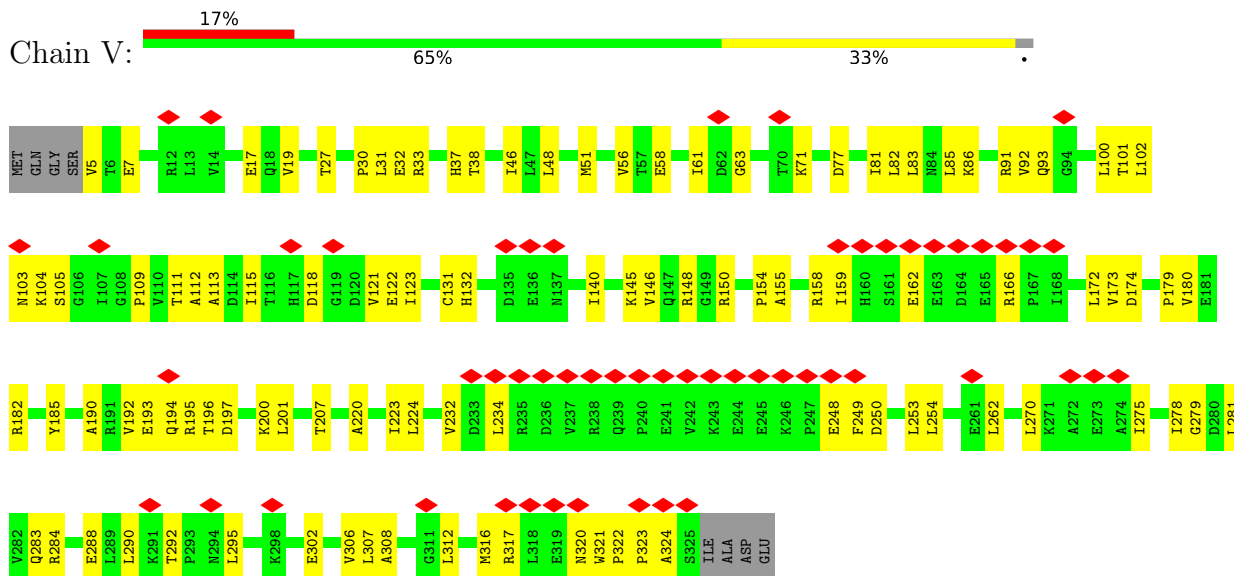 17%
Chain V:
65% 33% •
MET GLN GLY SER V5 T6 E7 R12 L13 V14 E17 Q18 V19 T27 P30 L31 E32 R33 H37 T38 I46 L47 L48 M51 V56 T57 E58 I61 D62 G63 T70 K71 D77 I81 L82 L83 N84 L85 K86 R91 V92 Q93 G94 L100 T101 L102
N103 K104 S105 G106 I107 G108 P109 V110 T111 A112 A113 D114 I115 T116 H117 D118 G119 D120 V121 E122 I123 C131 H132 D135 E136 N137 I140 K145 V146 Q147 R148 G149 R150 P154 A155 R158 I159 H160 S161 E162 E163 D164 E165 R166 P167 I168 L172 V173 D174 P179 V180 E181
R182 Y185 A190 R191 V192 E193 Q194 R195 T196 D197 K200 L201 T207 A220 I223 L224 V232 D233 L234 R235 D236 V237 R238 Q239 P240 E241 V242 K243 E244 E245 K246 P247 E248 F249 D250 L253 L254 E261 L262 L270 K271 A272 E273 A274 I275 I278 G279 D280 L281
V282 Q283 R284 E288 L289 L290 K291 T292 P293 N294 L295 K298 E302 V306 L307 A308 G311 L312 M316 R317 L318 E319 N320 W321 P322 P323 A324 S325 ILE ALA ASP GLU